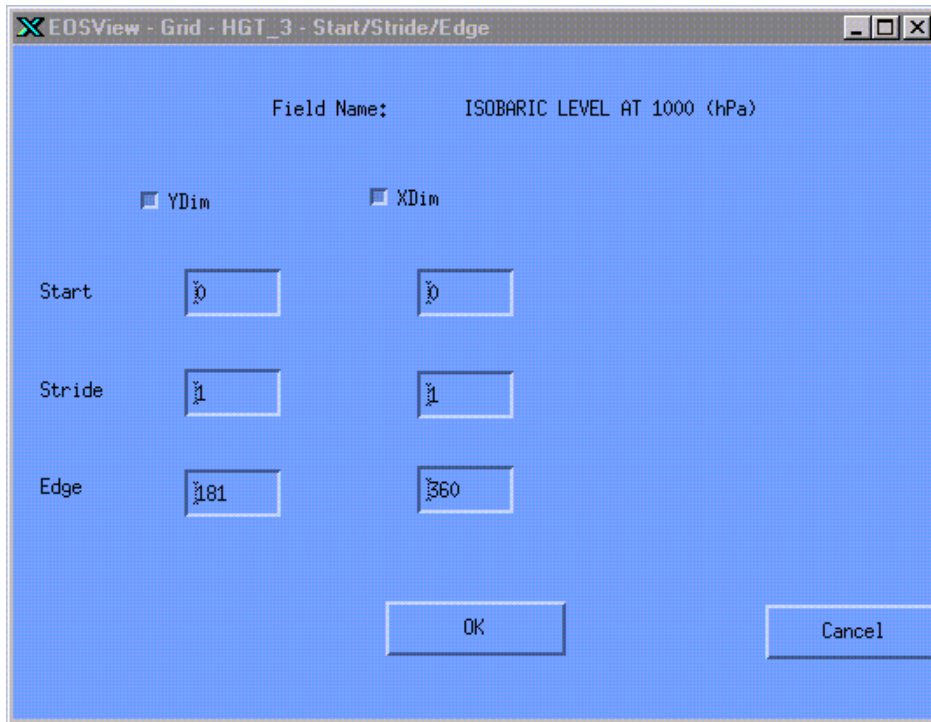 EOSView - Grid - HGT_3 - Start/Stride/Edge
Field Name: ISOBARIC LEVEL AT 1000 (hPa)
YDim XDim
Start 0 0
Stride 1 1
Edge 181 360
OK Cancel